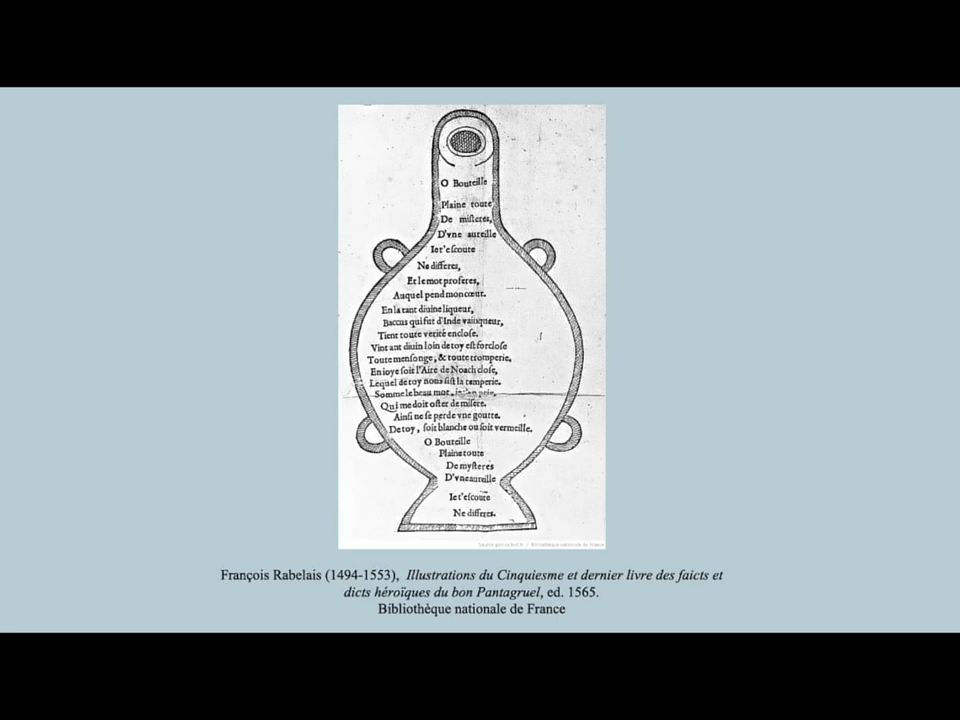 O Bouteille
Plaine toute
De miſteres,
D'vne aureille
Ie t'eſcoute
Ne differes,
Et le mot proferes,
Auquel pend mon cœur.
En la tant diuine liqueur,
Baccus qui fut d'Inde vainqueur,
Tient toute verité encloſe.
Vint ant diuin loin de toy eſt forcloſe
Toute menſonge, & toute tromperie.
En ioye ſoit l'Aire de Noach cloſe,
Lequel de toy nous fiſt la temperie.
Somme le beau mot,
Qui me doit oſter de miſere.
Ainſi ne ſe perde vne goutte.
De toy, ſoit blanche ou ſoit vermeille.
O Bouteille
Plaine toute
De myſteres
D'vne aureille
Ie t'eſcoute
Ne differes.
Bibliothèque nationale de France
François Rabelais (1494-1553), Illustrations du Cinquiesme et dernier livre des faicts et
dicts héroïques du bon Pantagruel, ed. 1565.
Bibliothèque nationale de France